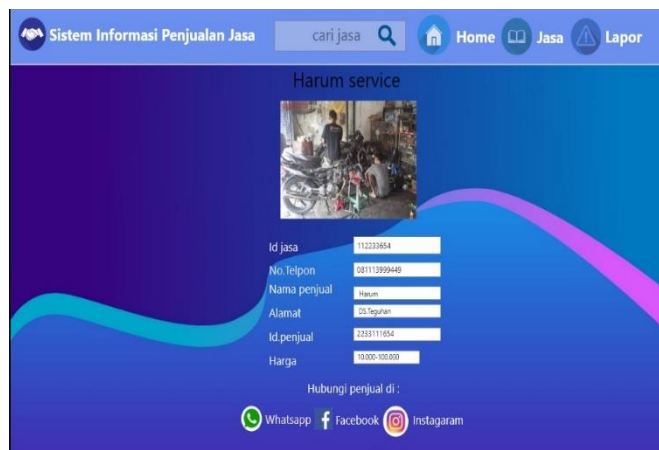 Sistem Informasi Penjualan Jasa cari jasa Home Jasa Lapor
Harum service
Id jasa 112233654
No.Telpon 081113999449
Nama penjual Harum
Alamat DS.Teguhan
Id.penjual 2233111654
Harga 10.000-100.000
Hubungi penjual di :
Whatsapp Facebook Instagaram